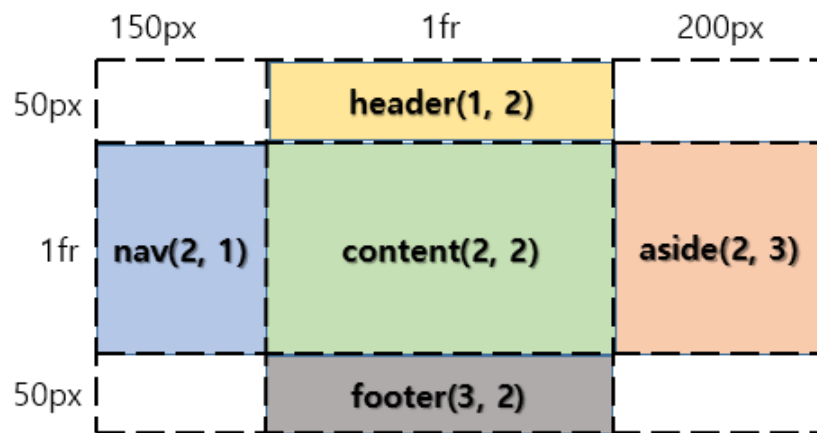 150px 1fr 200px
50px header(1, 2)
1fr nav(2, 1) content(2, 2) aside(2, 3)
50px footer(3, 2)